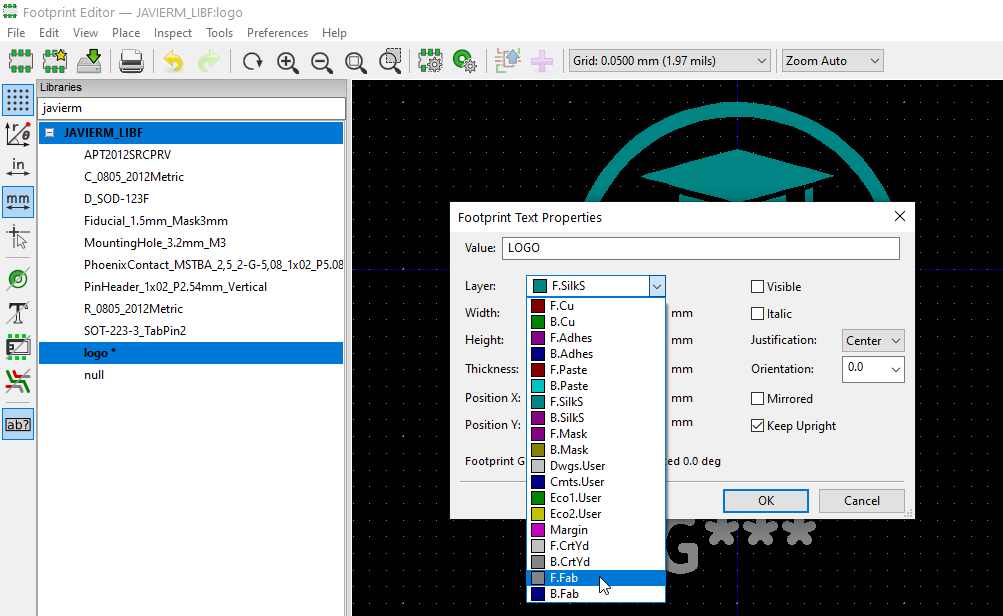 Footprint Editor — JAVIERM_LIBF:logo
File Edit View Place Inspect Tools Preferences Help
Grid: 0.0500 mm (1.97 mils) Zoom Auto
Libraries
javierm
JAVIERM_LIBF
APT2012SRCPRV
C_0805_2012Metric
D_SOD-123F
Fiducial_1.5mm_Mask3mm
MountingHole_3.2mm_M3
PhoenixContact_MSTBA_2,5_2-G-5,08_1x02_P5.08
PinHeader_1x02_P2.54mm_Vertical
R_0805_2012Metric
SOT-223-3_TabPin2
logo *
null
in
mm
ab?
Footprint Text Properties
Value: LOGO
Layer: F.SilkS Visible
Width: mm Italic
Height: mm Justification: Center
Thickness: mm Orientation: 0.0
Position X: mm Mirrored
Position Y: mm Keep Upright
Footprint G ed 0.0 deg
OK Cancel
F.Cu
B.Cu
F.Adhes
B.Adhes
F.Paste
B.Paste
F.SilkS
B.SilkS
F.Mask
B.Mask
Dwgs.User
Cmts.User
Eco1.User
Eco2.User
Margin
F.CrtYd
B.CrtYd
F.Fab
B.Fab
G***